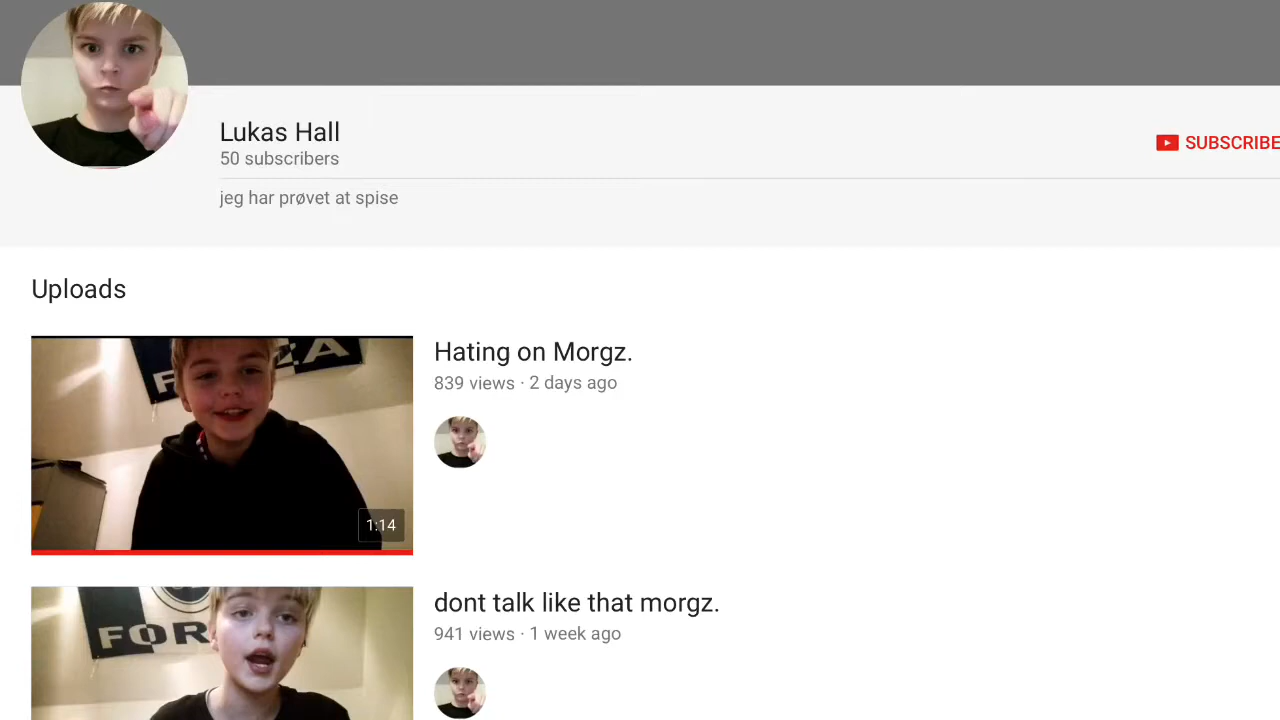 Lukas Hall
50 subscribers
SUBSCRIBE
jeg har prøvet at spise
Uploads
Hating on Morgz.
839 views · 2 days ago
1:14
dont talk like that morgz.
941 views · 1 week ago
FOR